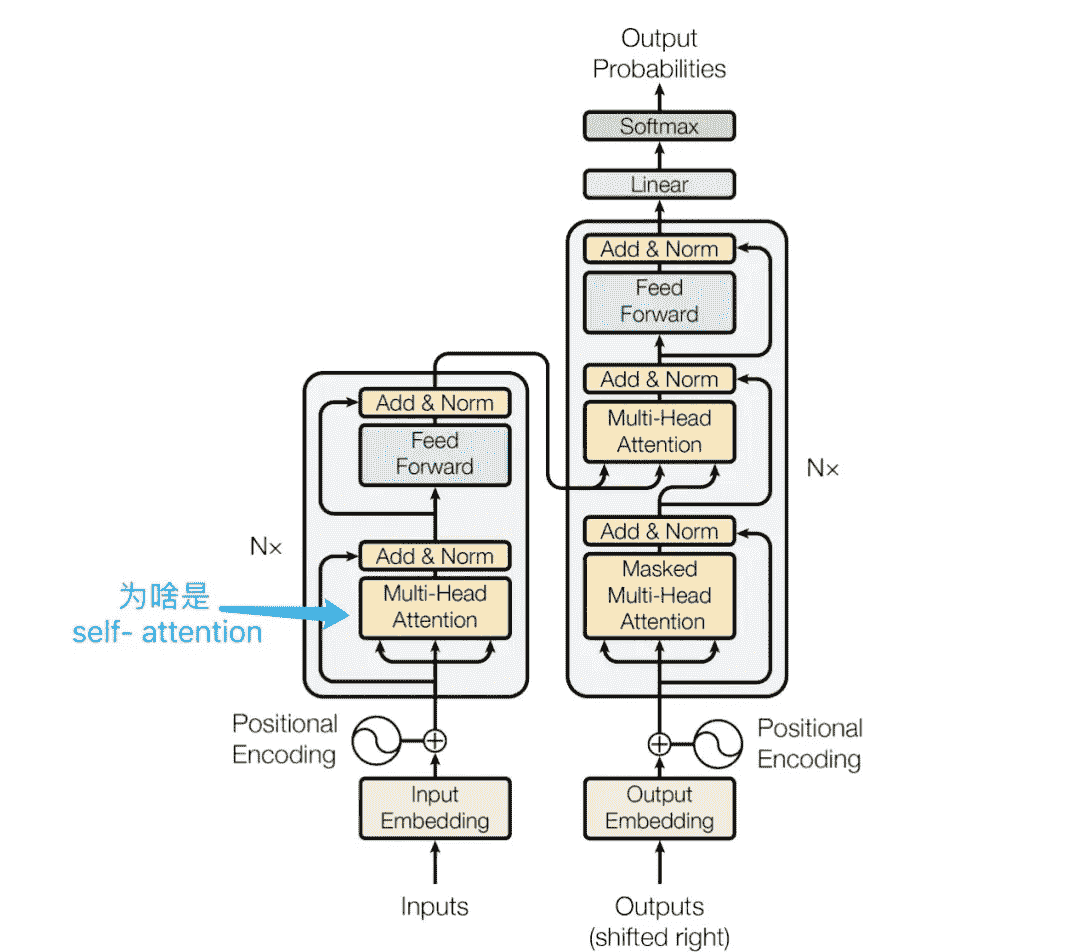 Output
Probabilities
Softmax
Linear
Add & Norm
Feed
Forward
Add & Norm
Multi-Head
Attention
N×
Add & Norm
Masked
Multi-Head
Attention
Add & Norm
Feed
Forward
N×
Add & Norm
Multi-Head
Attention
为啥是
self- attention
Positional
Encoding
Positional
Encoding
Input
Embedding
Output
Embedding
Inputs
Outputs
(shifted right)